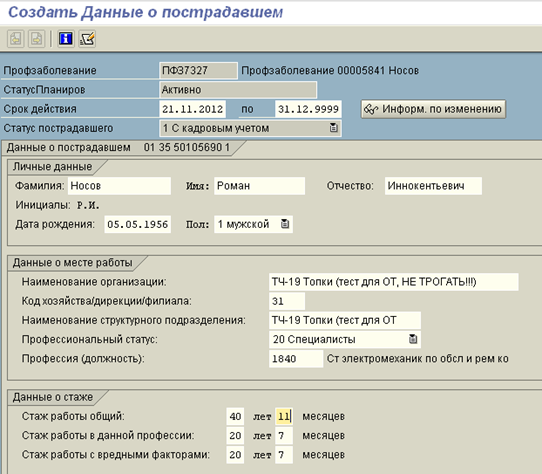 Создать Данные о пострадавшем
Профзаболевание ПФЗ7327 Профзаболевание 00005841 Носов
СтатусПланиров Активно
Срок действия 21.11.2012 по 31.12.9999 Информ. по изменению
Статус пострадавшего 1 С кадровым учетом
Данные о пострадавшем 01 35 50105690 1
Личные данные
Фамилия: Носов Имя: Роман Отчество: Иннокентьевич
Инициалы: Р.И.
Дата рождения: 05.05.1956 Пол: 1 мужской
Данные о месте работы
Наименование организации: ТЧ-19 Топки (тест для ОТ, НЕ ТРОГАТЬ!!!)
Код хозяйства/дирекции/филиала: 31
Наименование структурного подразделения: ТЧ-19 Топки (тест для ОТ
Профессиональный статус: 20 Специалисты
Профессия (должность): 1840 Ст электромеханик по обсл и рем ко
Данные о стаже
Стаж работы общий: 40 лет 11 месяцев
Стаж работы в данной профессии: 20 лет 7 месяцев
Стаж работы с вредными факторами: 20 лет 7 месяцев